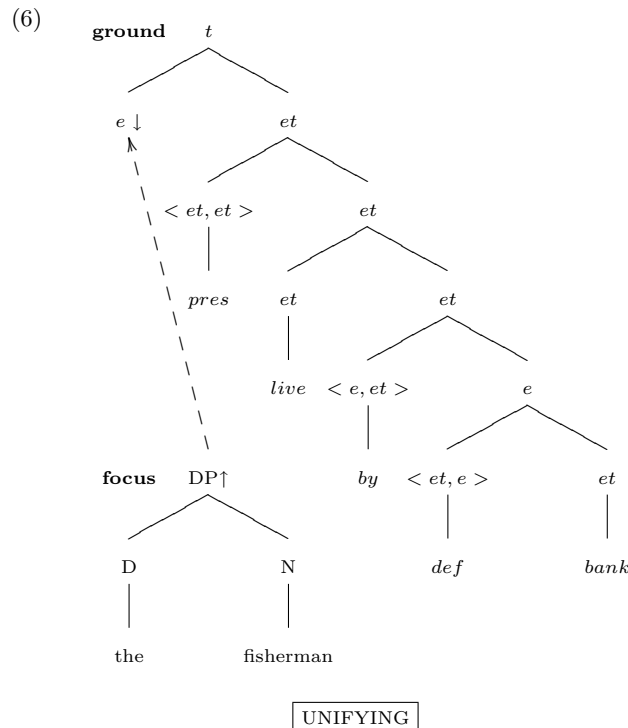 (6)
ground t
e ↓ et
< et, et > et
pres et et
live < e, et > e
focus DP↑ by < et, e > et
D N def bank
the fisherman
UNIFYING